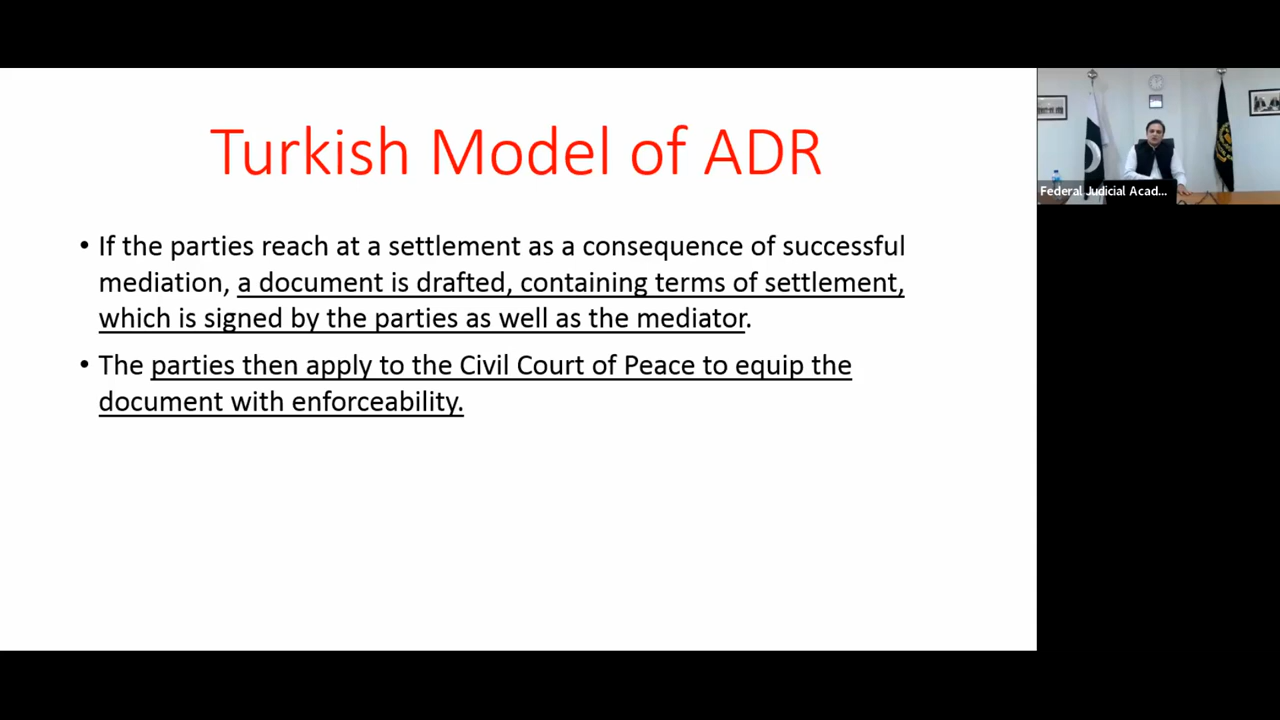 Turkish Model of ADR
• If the parties reach at a settlement as a consequence of successful
mediation, a document is drafted, containing terms of settlement,
which is signed by the parties as well as the mediator.
• The parties then apply to the Civil Court of Peace to equip the
document with enforceability.
Federal Judicial Acad...